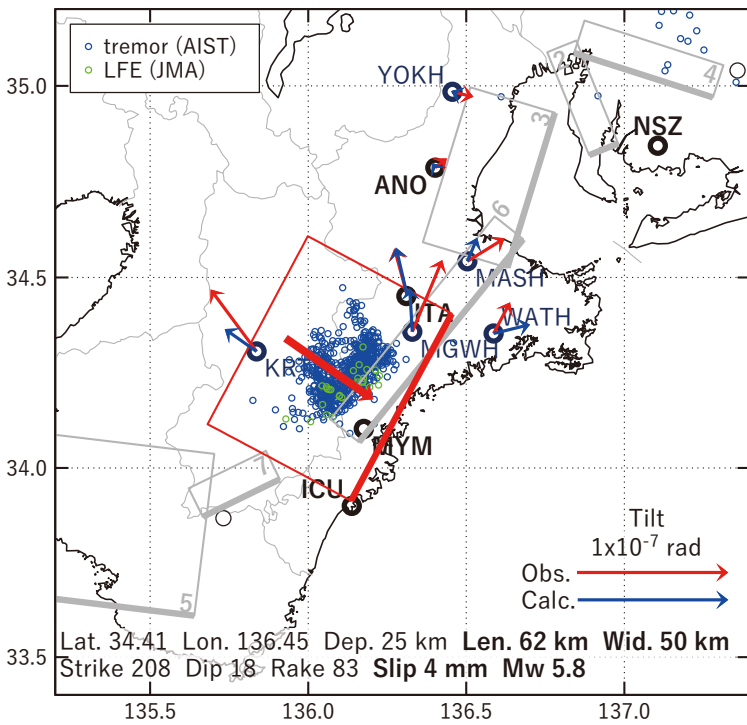 tremor (AIST)
LFE (JMA)
35.0
34.5
34.0
33.5
YOKH
2
4
3
NSZ
ANO
6
MASH
ITA
WATH
MGWH
KRT
MYM
7
ICU
5
Tilt
1x10-7 rad
Obs.
Calc.
Lat. 34.41 Lon. 136.45 Dep. 25 km Len. 62 km Wid. 50 km
Strike 208 Dip 18 Rake 83 Slip 4 mm Mw 5.8
135.5 136.0 136.5 137.0